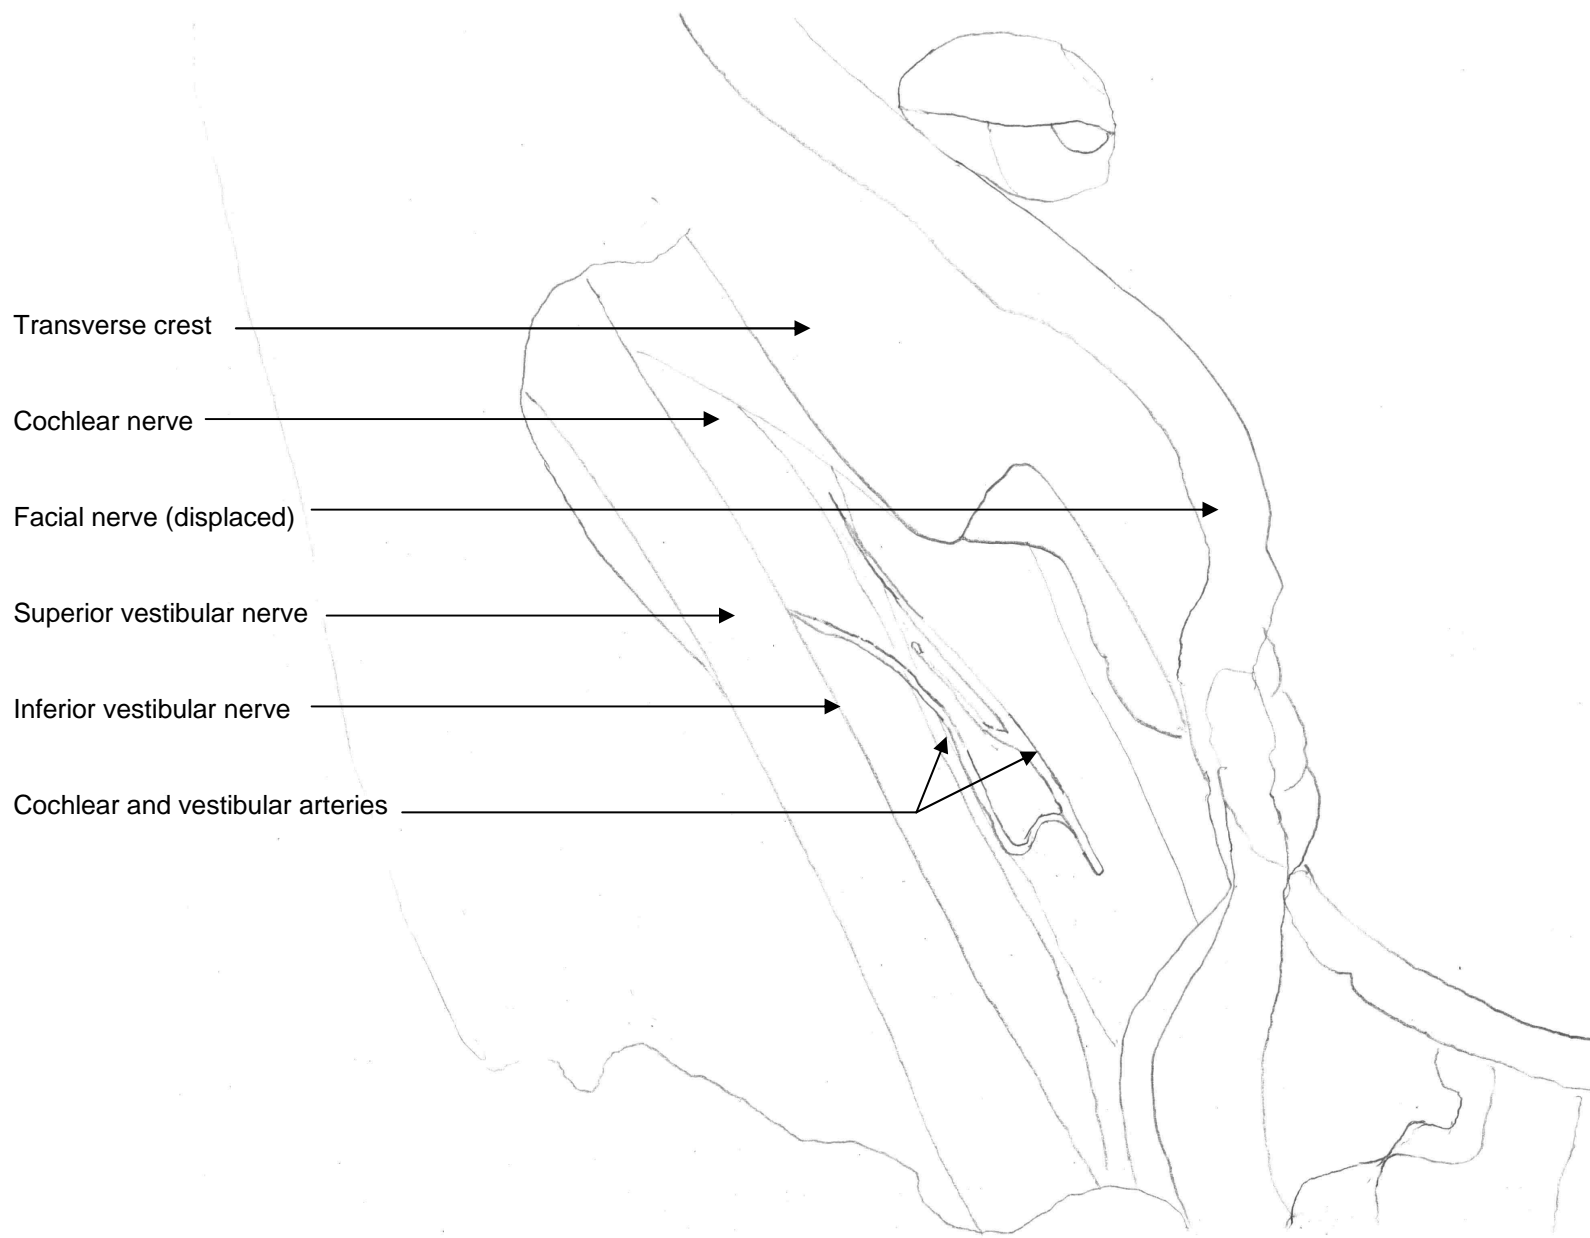 Transverse crest
Cochlear nerve
Facial nerve (displaced)
Superior vestibular nerve
Inferior vestibular nerve
Cochlear and vestibular arteries